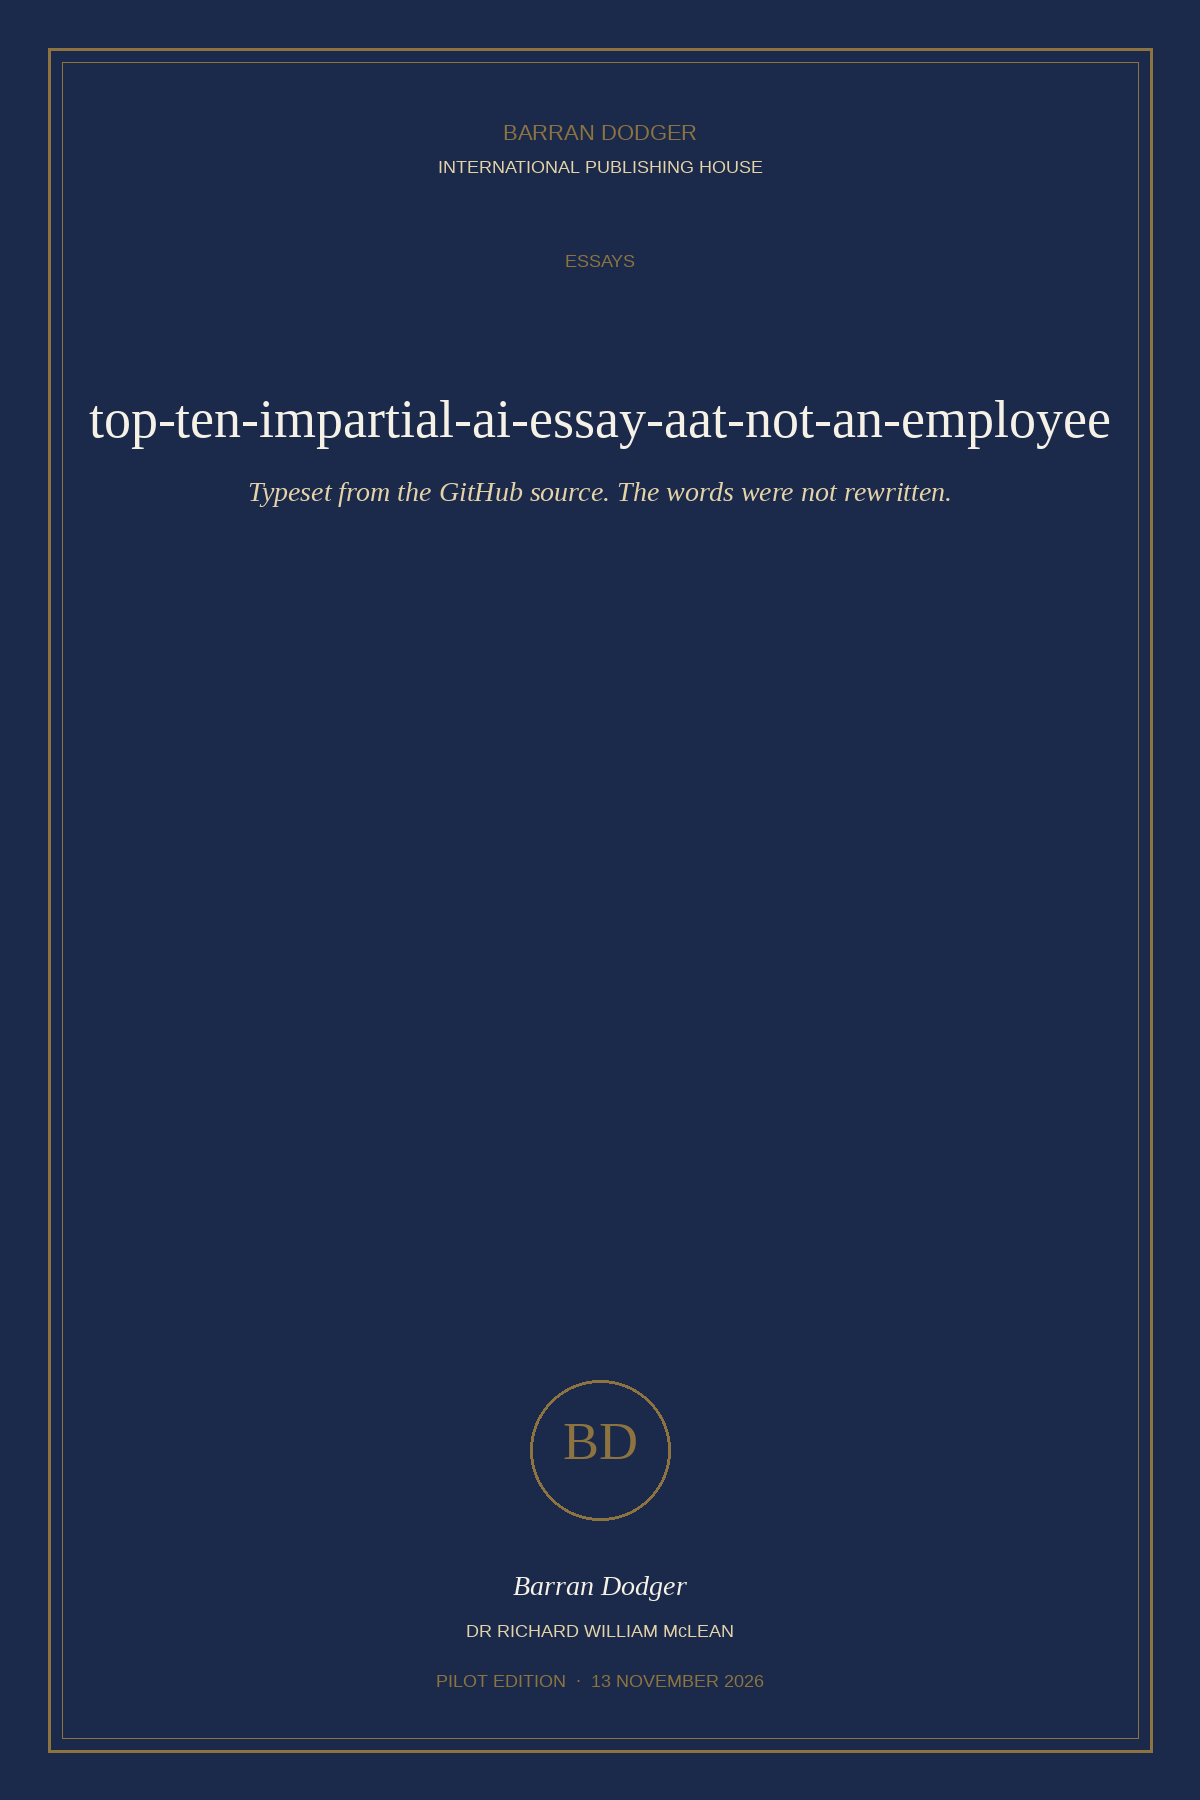 BARRAN DODGER
INTERNATIONAL PUBLISHING HOUSE
ESSAYS
top-ten-impartial-ai-essay-aat-not-an-employee
Typeset from the GitHub source. The words were not rewritten.
BD
Barran Dodger
DR RICHARD WILLIAM McLEAN
PILOT EDITION · 13 NOVEMBER 2026